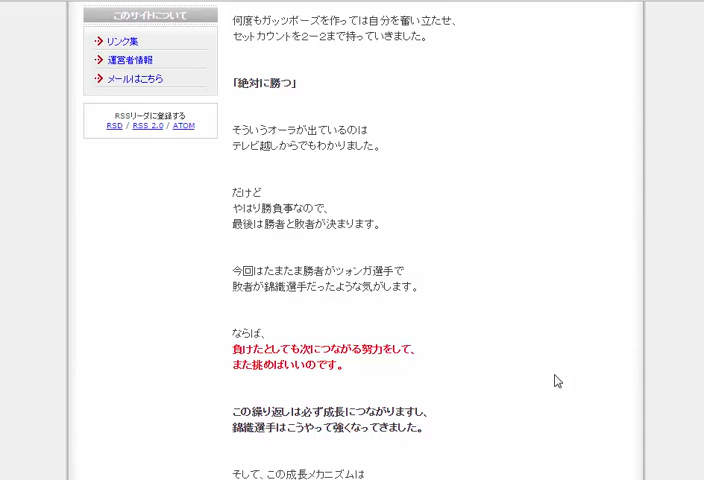 このサイトについて
リンク集
運営者情報
メールはこちら
RSSリーダに登録する
RSD / RSS 2.0 / ATOM
何度もガッツポーズを作っては自分を奮い立たせ、
セットカウントを2－2まで持っていきました。
「絶対に勝つ」
そういうオーラが出ているのは
テレビ越しからでもわかりました。
だけど
やはり勝負事なので、
最後は勝者と敗者が決まります。
今回はたまたま勝者がツォンガ選手で
敗者が錦織選手だったような気がします。
ならば、
負けたとしても次につながる努力をして、
また挑めばいいのです。
この繰り返しは必ず成長につながりますし、
錦織選手はこうやって強くなってきました。
そして、この成長メカニズムは